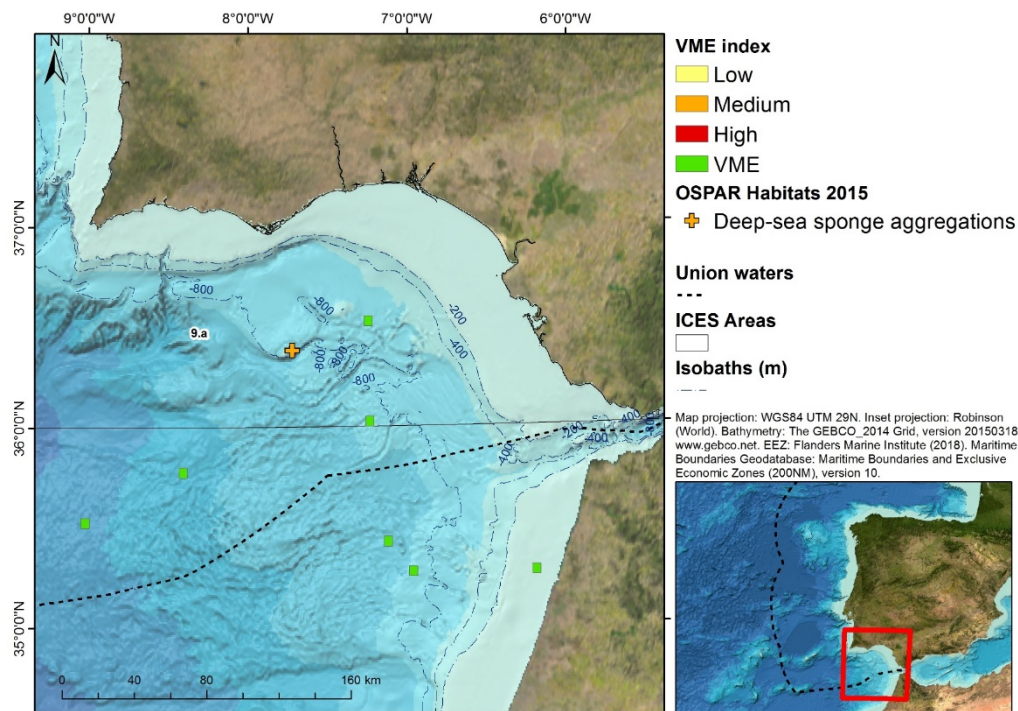 9°0'0"W 8°0'0"W 7°0'0"W 6°0'0"W
N
37°0'0"N
36°0'0"N
35°0'0"N
-800
-800
-200
-400
9.a
-800
-800
-800
-400
-200
-400
-400
0 40 80 160 km
VME index
Low
Medium
High
VME
OSPAR Habitats 2015
Deep-sea sponge aggregations
Union waters
ICES Areas
Isobaths (m)
Map projection: WGS84 UTM 29N. Inset projection: Robinson
(World). Bathymetry: The GEBCO_2014 Grid, version 20150318
www.gebco.net. EEZ: Flanders Marine Institute (2018). Maritime
Boundaries Geodatabase: Maritime Boundaries and Exclusive
Economic Zones (200NM), version 10.